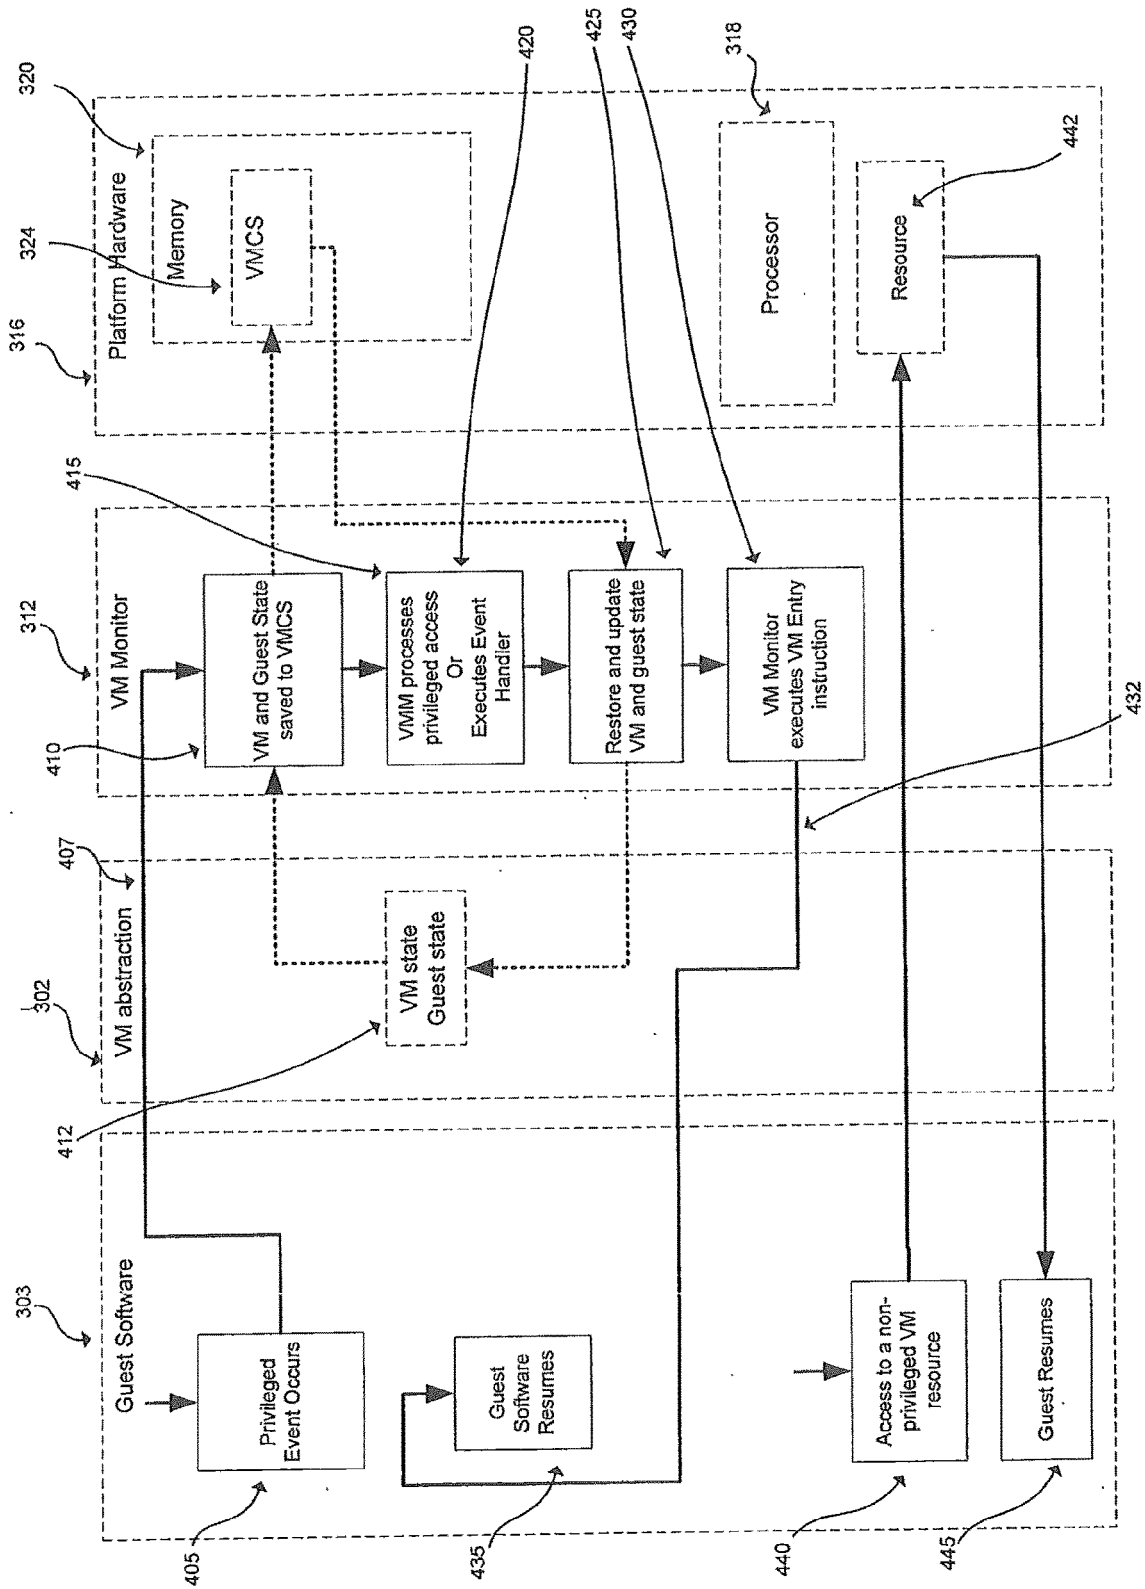 303
Guest Software
405
Privileged
Event Occurs
435
Guest
Software
Resumes
440
Access to a non-
privileged VM
resource
445
Guest Resumes
302
VM abstraction
407
412
VM state
Guest state
312
VM Monitor
410
VM and Guest State
saved to VMCS
415
VMM processes
privileged access
Or
Executes Event
Handler
420
Restore and update
VM and guest state
425
VM Monitor
executes VM Entry
instruction
430
432
316
Platform Hardware
320
Memory
324
VMCS
318
Processor
Resource
442